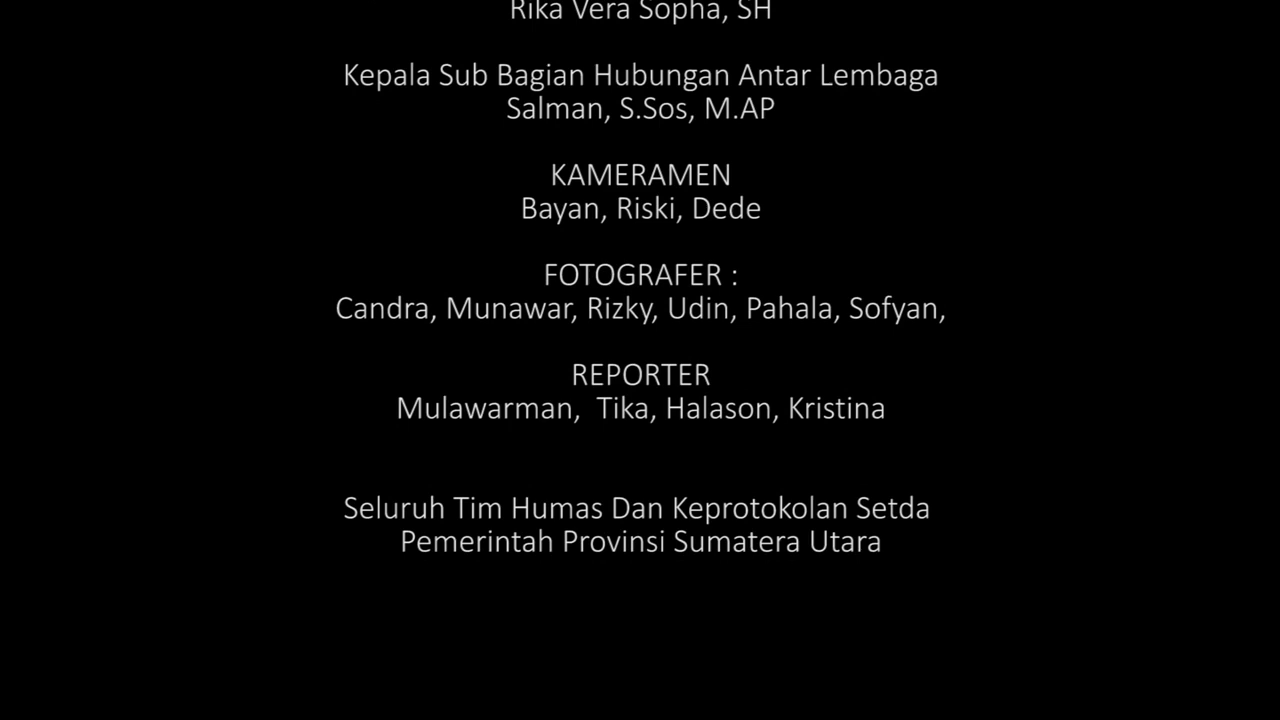 Rika Vera Sopha, SH
Kepala Sub Bagian Hubungan Antar Lembaga
Salman, S.Sos, M.AP
KAMERAMEN
Bayan, Riski, Dede
FOTOGRAFER :
Candra, Munawar, Rizky, Udin, Pahala, Sofyan,
REPORTER
Mulawarman,  Tika, Halason, Kristina
Seluruh Tim Humas Dan Keprotokolan Setda
Pemerintah Provinsi Sumatera Utara